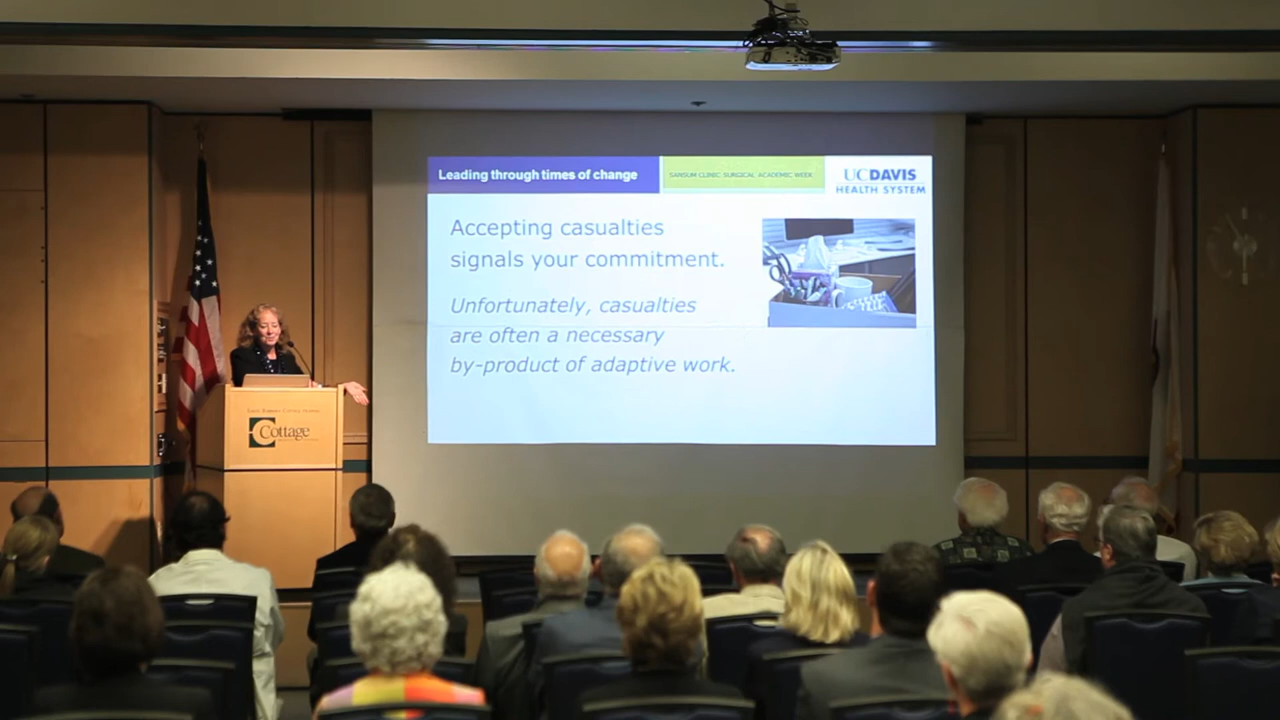 Leading through times of change
SANSUM CLINIC SURGICAL ACADEMIC WEEK
UCDAVIS
HEALTH SYSTEM
Accepting casualties
signals your commitment.
Unfortunately, casualties
are often a necessary
by-product of adaptive work.
Cottage